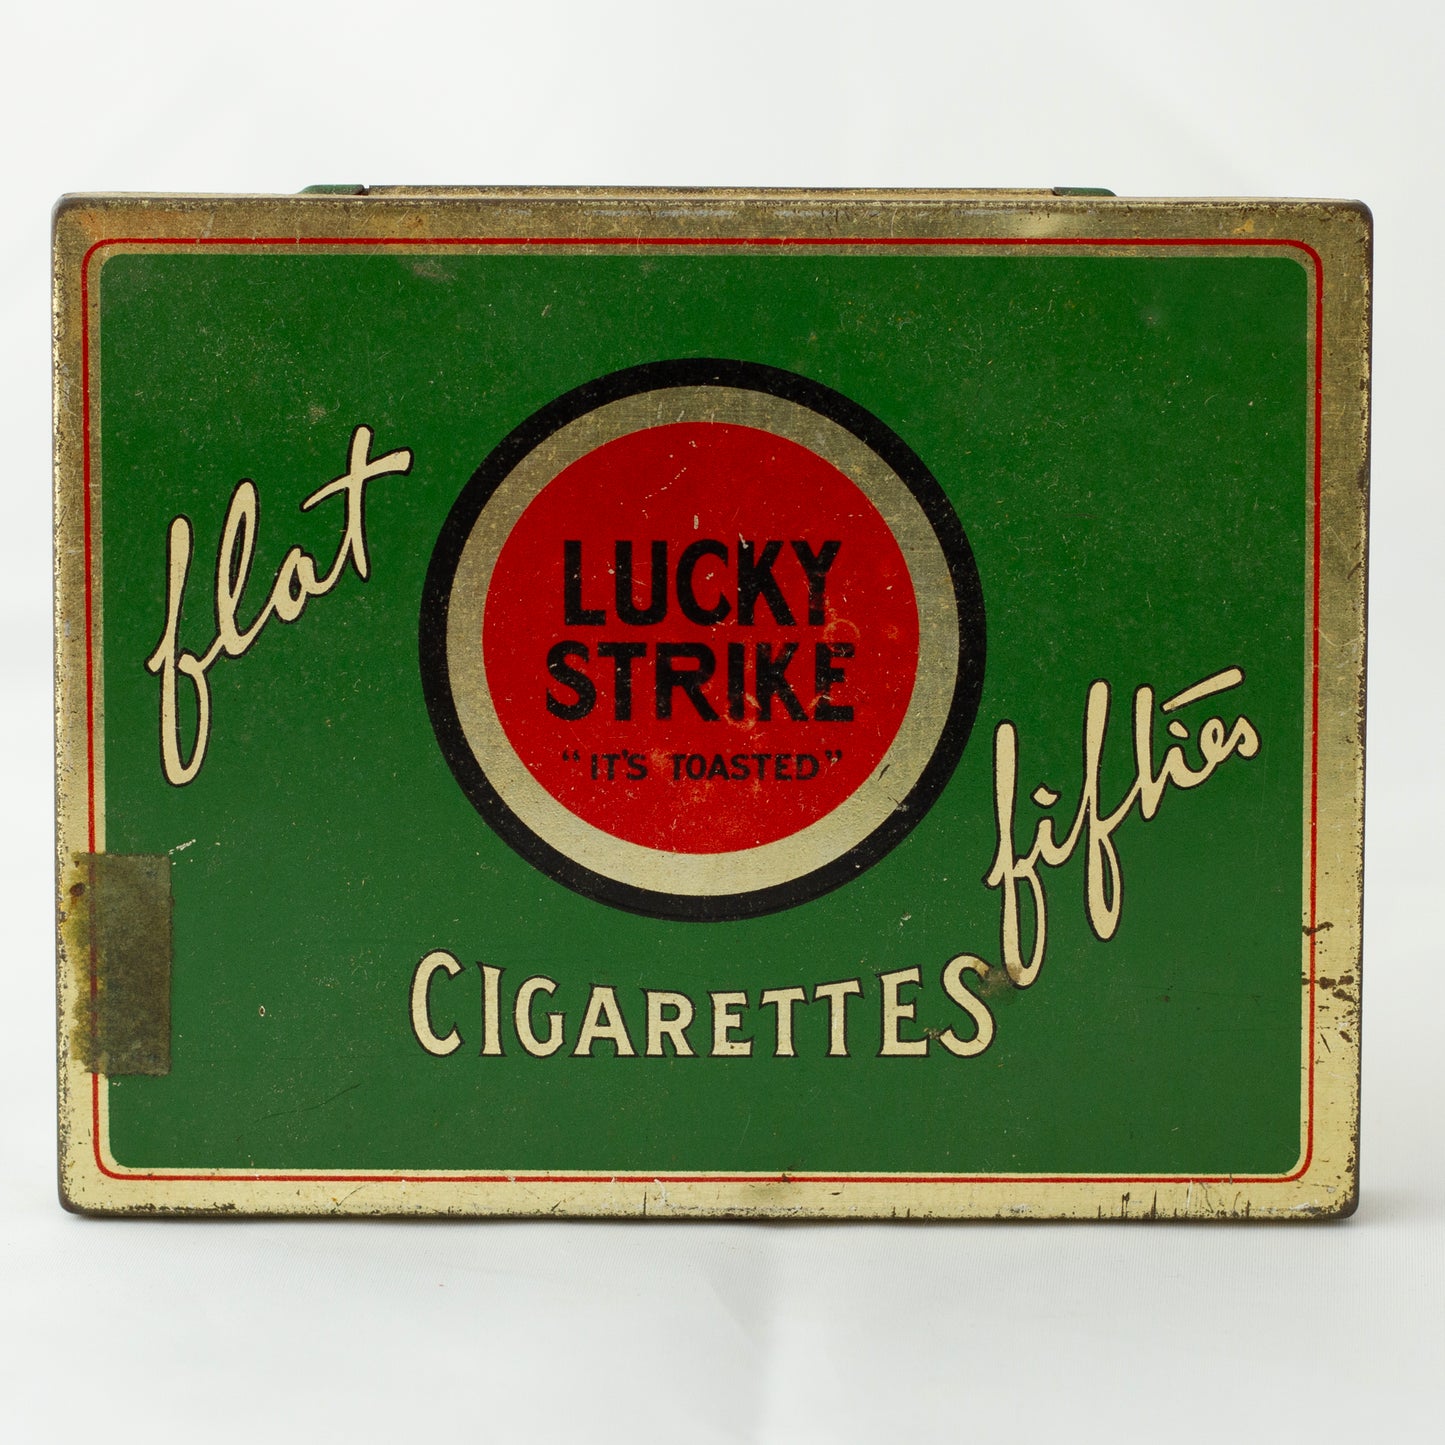 flat
LUCKY
STRIKE
"IT'S TOASTED"
fifties
CIGARETTES